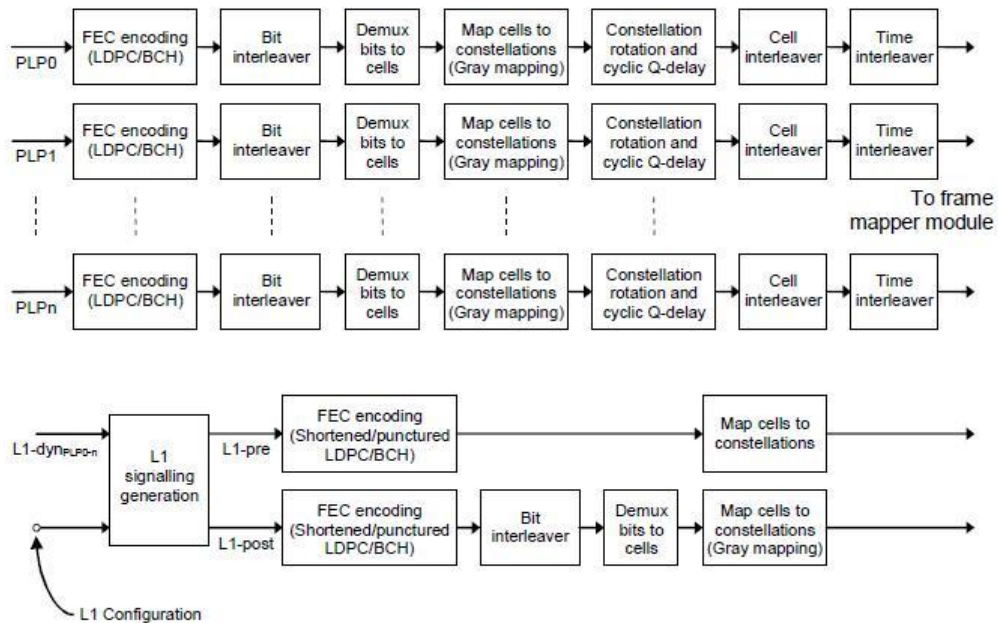 PLP0
FEC encoding
(LDPC/BCH)
Bit
interleaver
Demux
bits to
cells
Map cells to
constellations
(Gray mapping)
Constellation
rotation and
cyclic Q-delay
Cell
interleaver
Time
interleaver
PLP1
FEC encoding
(LDPC/BCH)
Bit
interleaver
Demux
bits to
cells
Map cells to
constellations
(Gray mapping)
Constellation
rotation and
cyclic Q-delay
Cell
interleaver
Time
interleaver
To frame
mapper module
PLPn
FEC encoding
(LDPC/BCH)
Bit
interleaver
Demux
bits to
cells
Map cells to
constellations
(Gray mapping)
Constellation
rotation and
cyclic Q-delay
Cell
interleaver
Time
interleaver
L1-dynPLP0-n
L1
signalling
generation
L1-pre
FEC encoding
(Shortened/punctured
LDPC/BCH)
Map cells to
constellations
L1-post
FEC encoding
(Shortened/punctured
LDPC/BCH)
Bit
interleaver
Demux
bits to
cells
Map cells to
constellations
(Gray mapping)
L1 Configuration